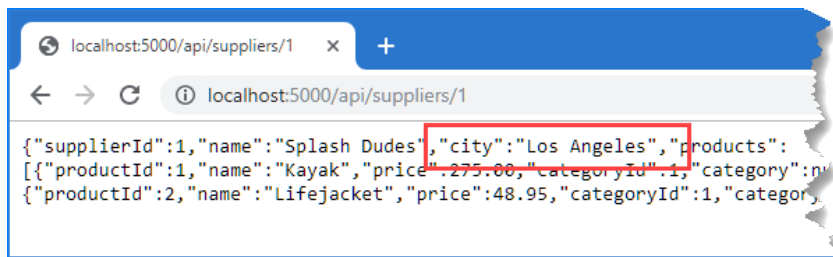 localhost:5000/api/suppliers/1
localhost:5000/api/suppliers/1
{"supplierId":1,"name":"Splash Dudes","city":"Los Angeles","products":
[{"productId":1,"name":"Kayak","price":275.00,"categoryId":1,"category":nu
{"productId":2,"name":"Lifejacket","price":48.95,"categoryId":1,"category